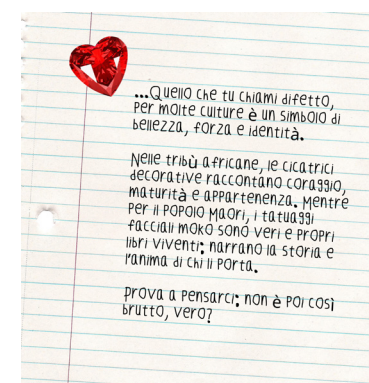 ...Quello che tu chiami difetto,
per molte culture è un simbolo di
bellezza, forza e identità.
Nelle tribù africane, le cicatrici
decorative raccontano coraggio,
maturità e appartenenza. Mentre
per il popolo Maori, i tatuaggi
facciali moko sono veri e propri
libri viventi: narrano la storia e
l'anima di chi li porta.
Prova a pensarci: non è poi così
brutto, vero?